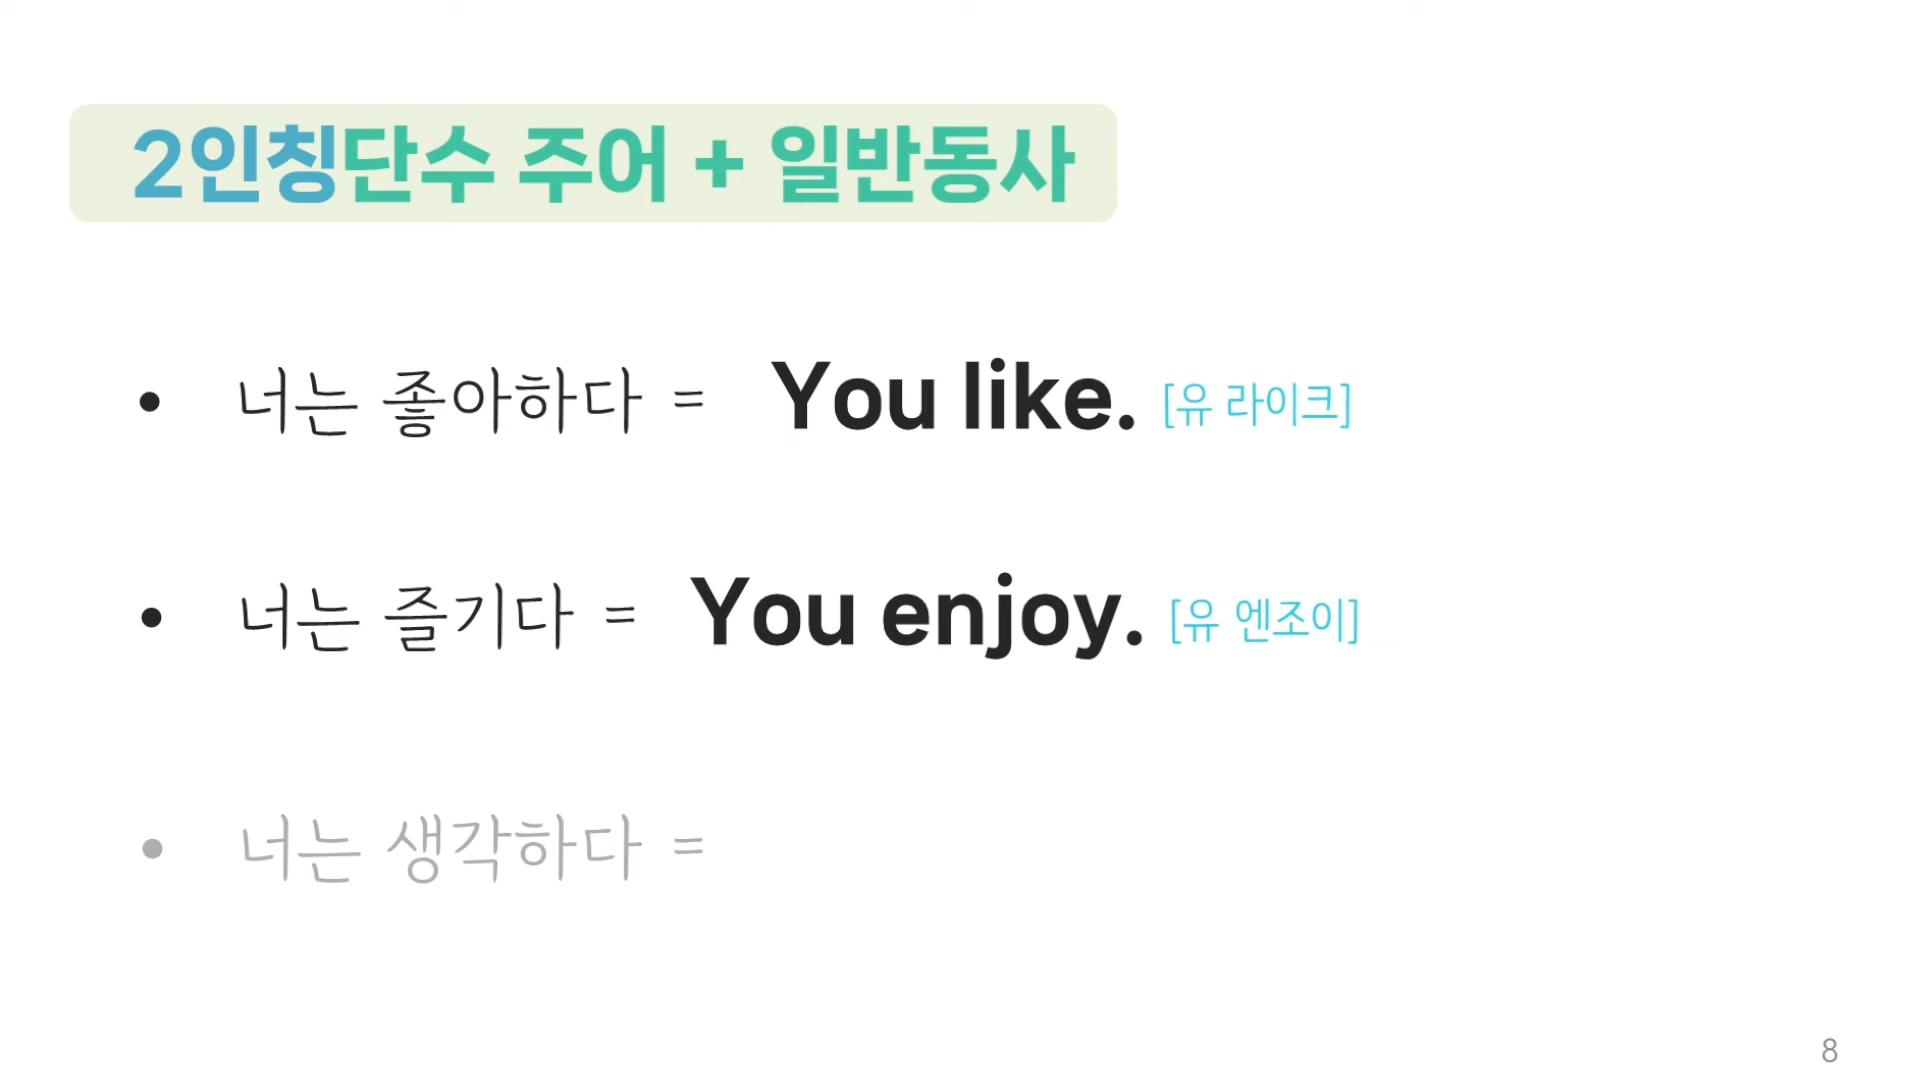 2인칭단수 주어 + 일반동사
• 너는 좋아하다 = You like. [유 라이크]
• 너는 즐기다 = You enjoy. [유 엔조이]
• 너는 생각하다 =
8